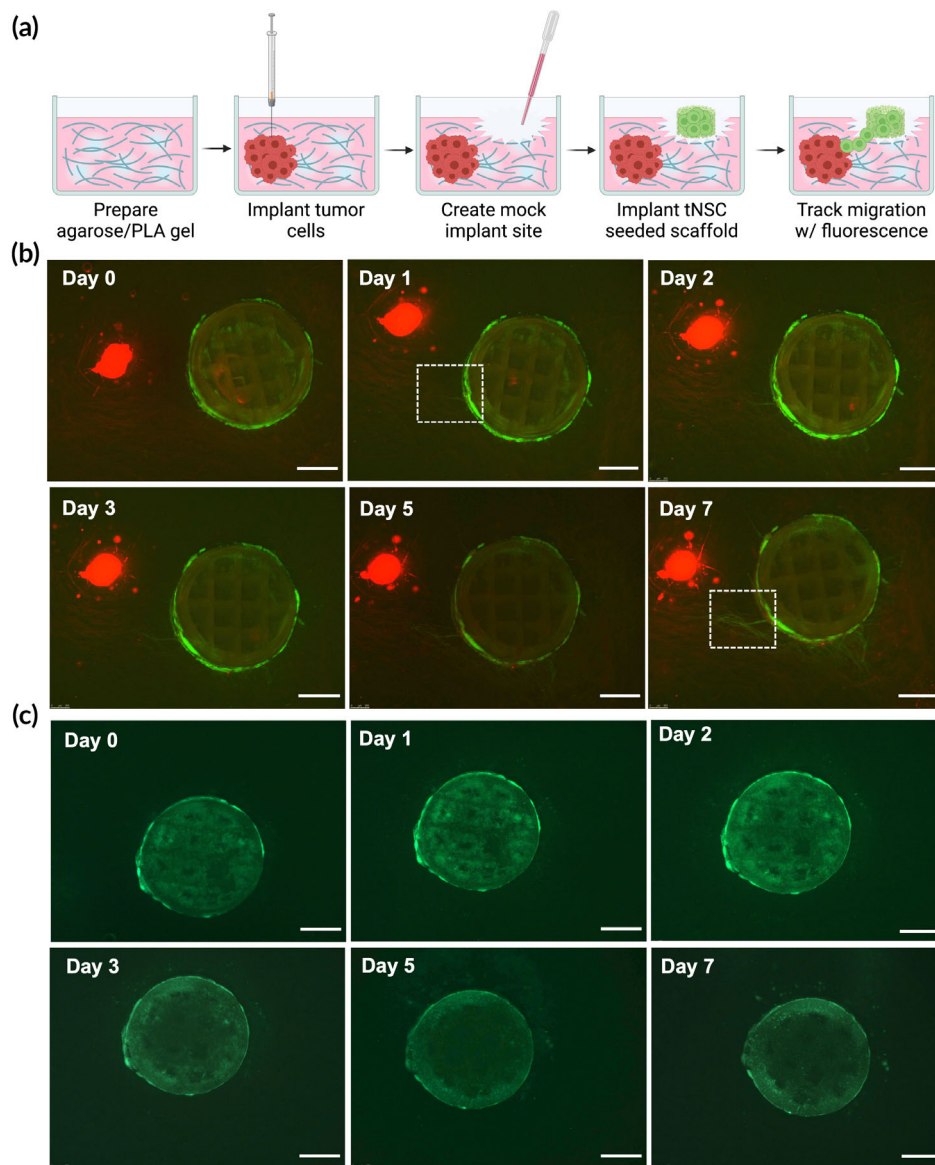 (a)
Prepare
agarose/PLA gel
Implant tumor
cells
Create mock
implant site
Implant tNSC
seeded scaffold
Track migration
w/ fluorescence
(b)
Day 0
Day 1
Day 2
Day 3
Day 5
Day 7
(c)
Day 0
Day 1
Day 2
Day 3
Day 5
Day 7